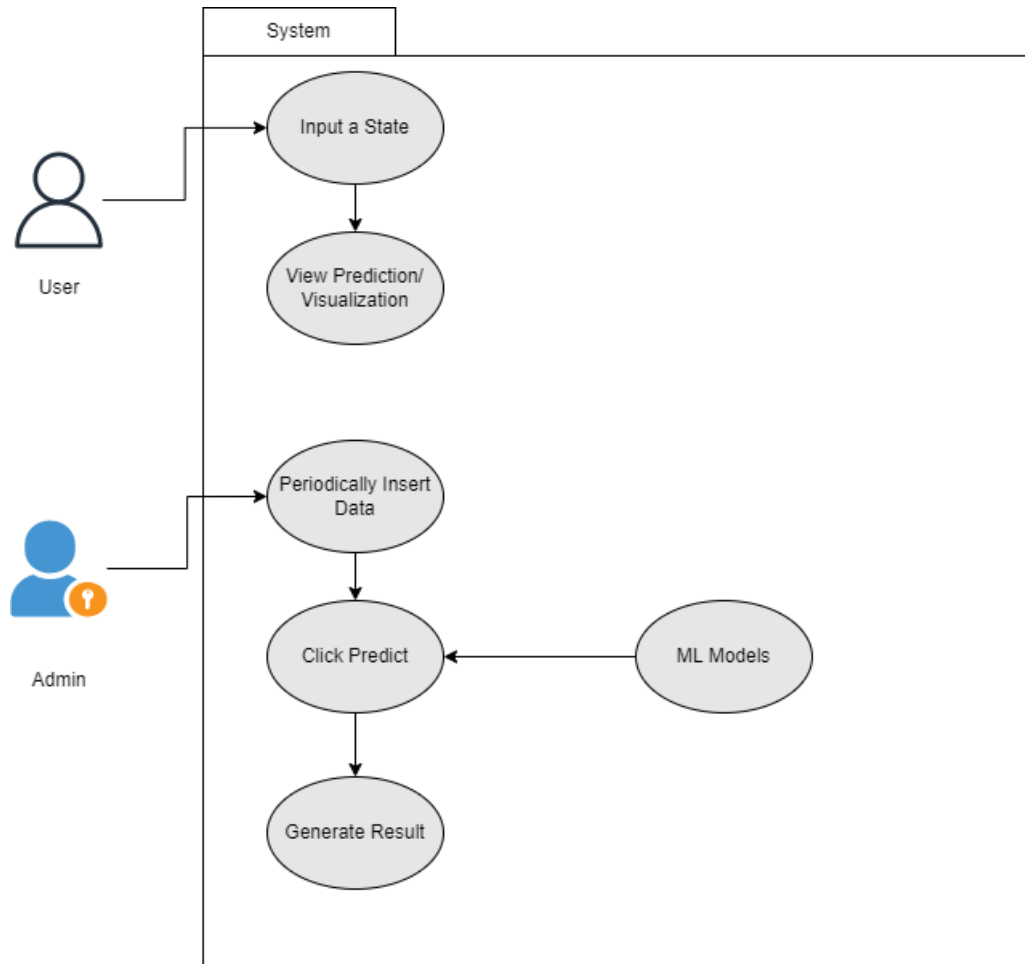 System
Input a State
User
View Prediction/
Visualization
Periodically Insert
Data
Admin
Click Predict
ML Models
Generate Result